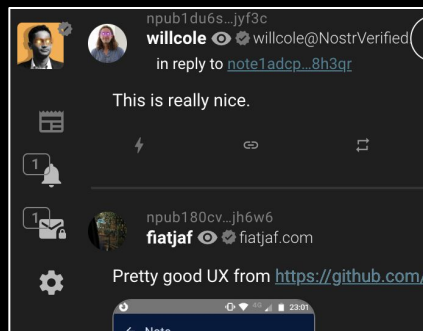 npub1du6s...jyf3c
willcole willcole@NostrVerified
in reply to note1adcp...8h3qr
This is really nice.
1
1
npub180cv...jh6w6
fiatjaf fiatjaf.com
Pretty good UX from https://github.com/
4G 23:01
Note